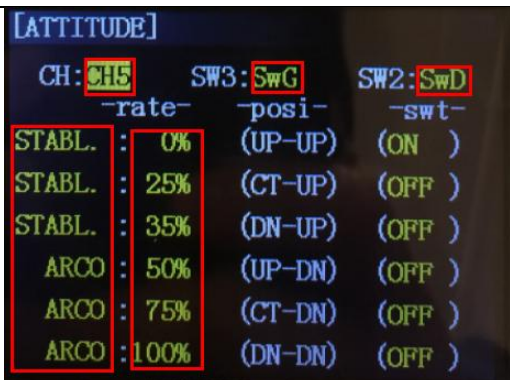 [ATTITUDE]
CH:CH5 SW3:SwG SW2:SwD
-rate- -posi- -swt-
STABL. : 0% (UP-UP) (ON )
STABL. : 25% (CT-UP) (OFF )
STABL. : 35% (DN-UP) (OFF )
ARCO : 50% (UP-DN) (OFF )
ARCO : 75% (CT-DN) (OFF )
ARCO :100% (DN-DN) (OFF )